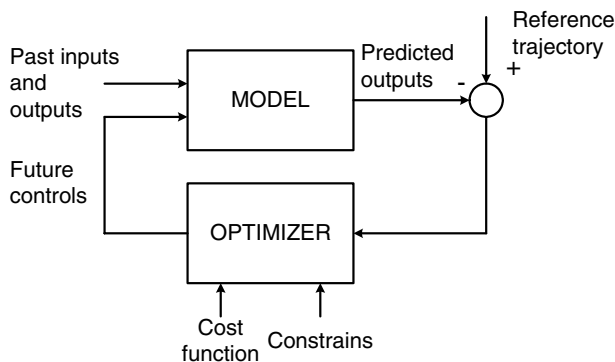 Past inputs
and
outputs
MODEL
Predicted
outputs
-
Reference
trajectory
+
Future
controls
OPTIMIZER
Cost
function
Constrains